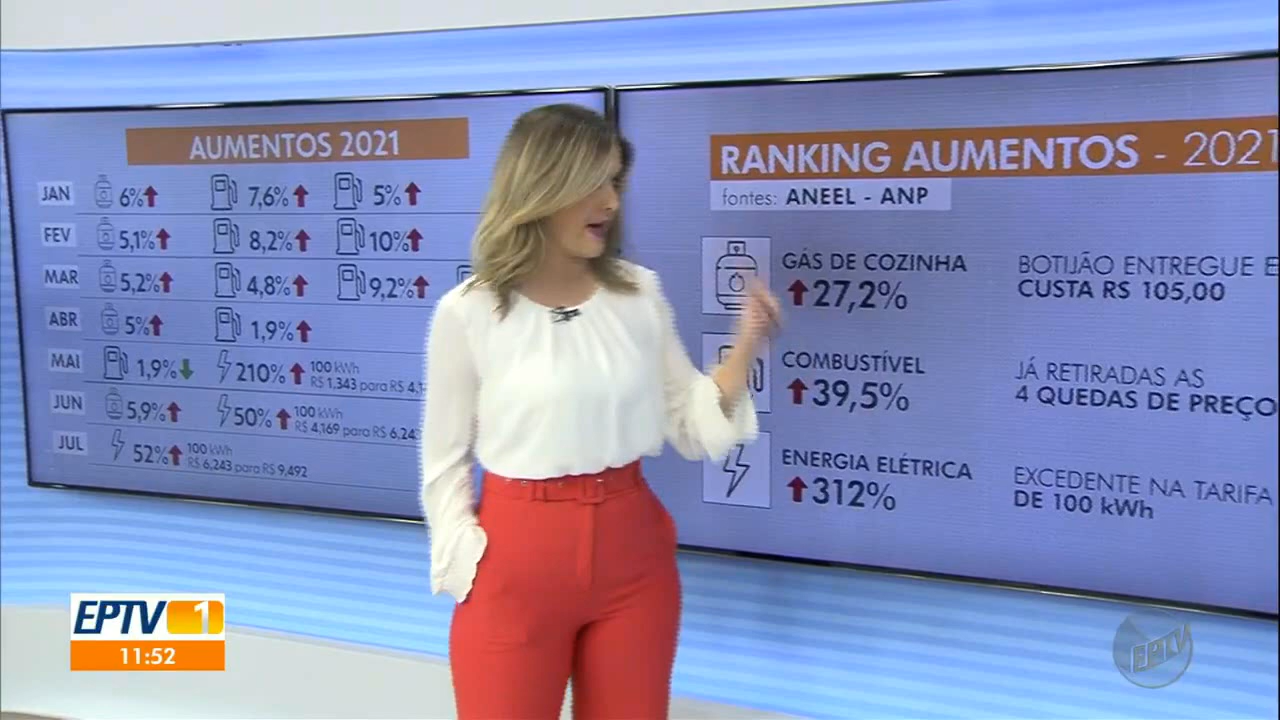 AUMENTOS 2021
JAN 6% 7,6% 5%
FEV 5,1% 8,2% 10%
MAR 5,2% 4,8% 9,2%
ABR 5% 1,9%
MAI 1,9% 210% 100 kWh
R$ 1,343 para R$
JUN 5,9% 50% 100 kWh
R$ 4,169 para R$ 6,243
JUL 52% 100 kWh
R$ 6,243 para R$ 9,492
RANKING AUMENTOS - 2021
fontes: ANEEL - ANP
GÁS DE COZINHA
27,2%
BOTIJÃO ENTREGUE
CUSTA R$ 105,00
COMBUSTÍVEL
39,5%
JÁ RETIRADAS AS
4 QUEDAS DE PREÇO
ENERGIA ELÉTRICA
312%
EXCEDENTE NA TARIFA
DE 100 kWh
EPTV 1
11:52
EPTV